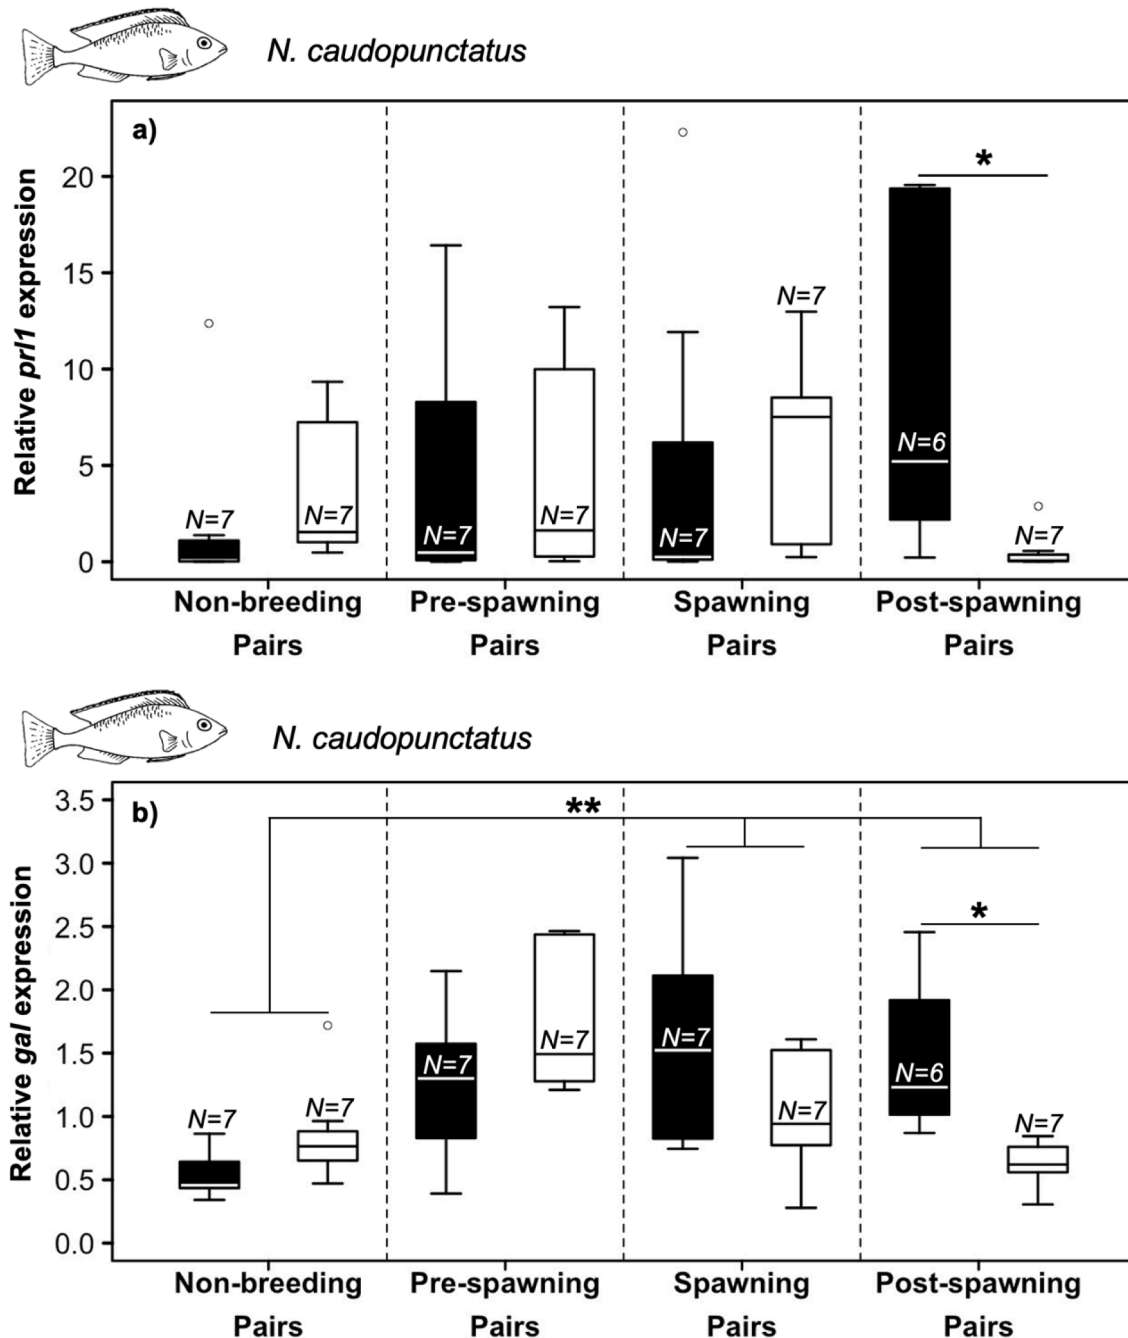 N. caudopunctatus
a)
*
20
15
10
5
0
Relative prl1 expression
N=7
N=7
N=7
N=7
N=7
N=7
N=6
N=7
Non-breeding Pre-spawning Spawning Post-spawning
Pairs Pairs Pairs Pairs
N. caudopunctatus
b)
**
*
3.5
3.0
2.5
2.0
1.5
1.0
0.5
0.0
Relative gal expression
N=7
N=7
N=7
N=7
N=7
N=7
N=6
N=7
Non-breeding Pre-spawning Spawning Post-spawning
Pairs Pairs Pairs Pairs